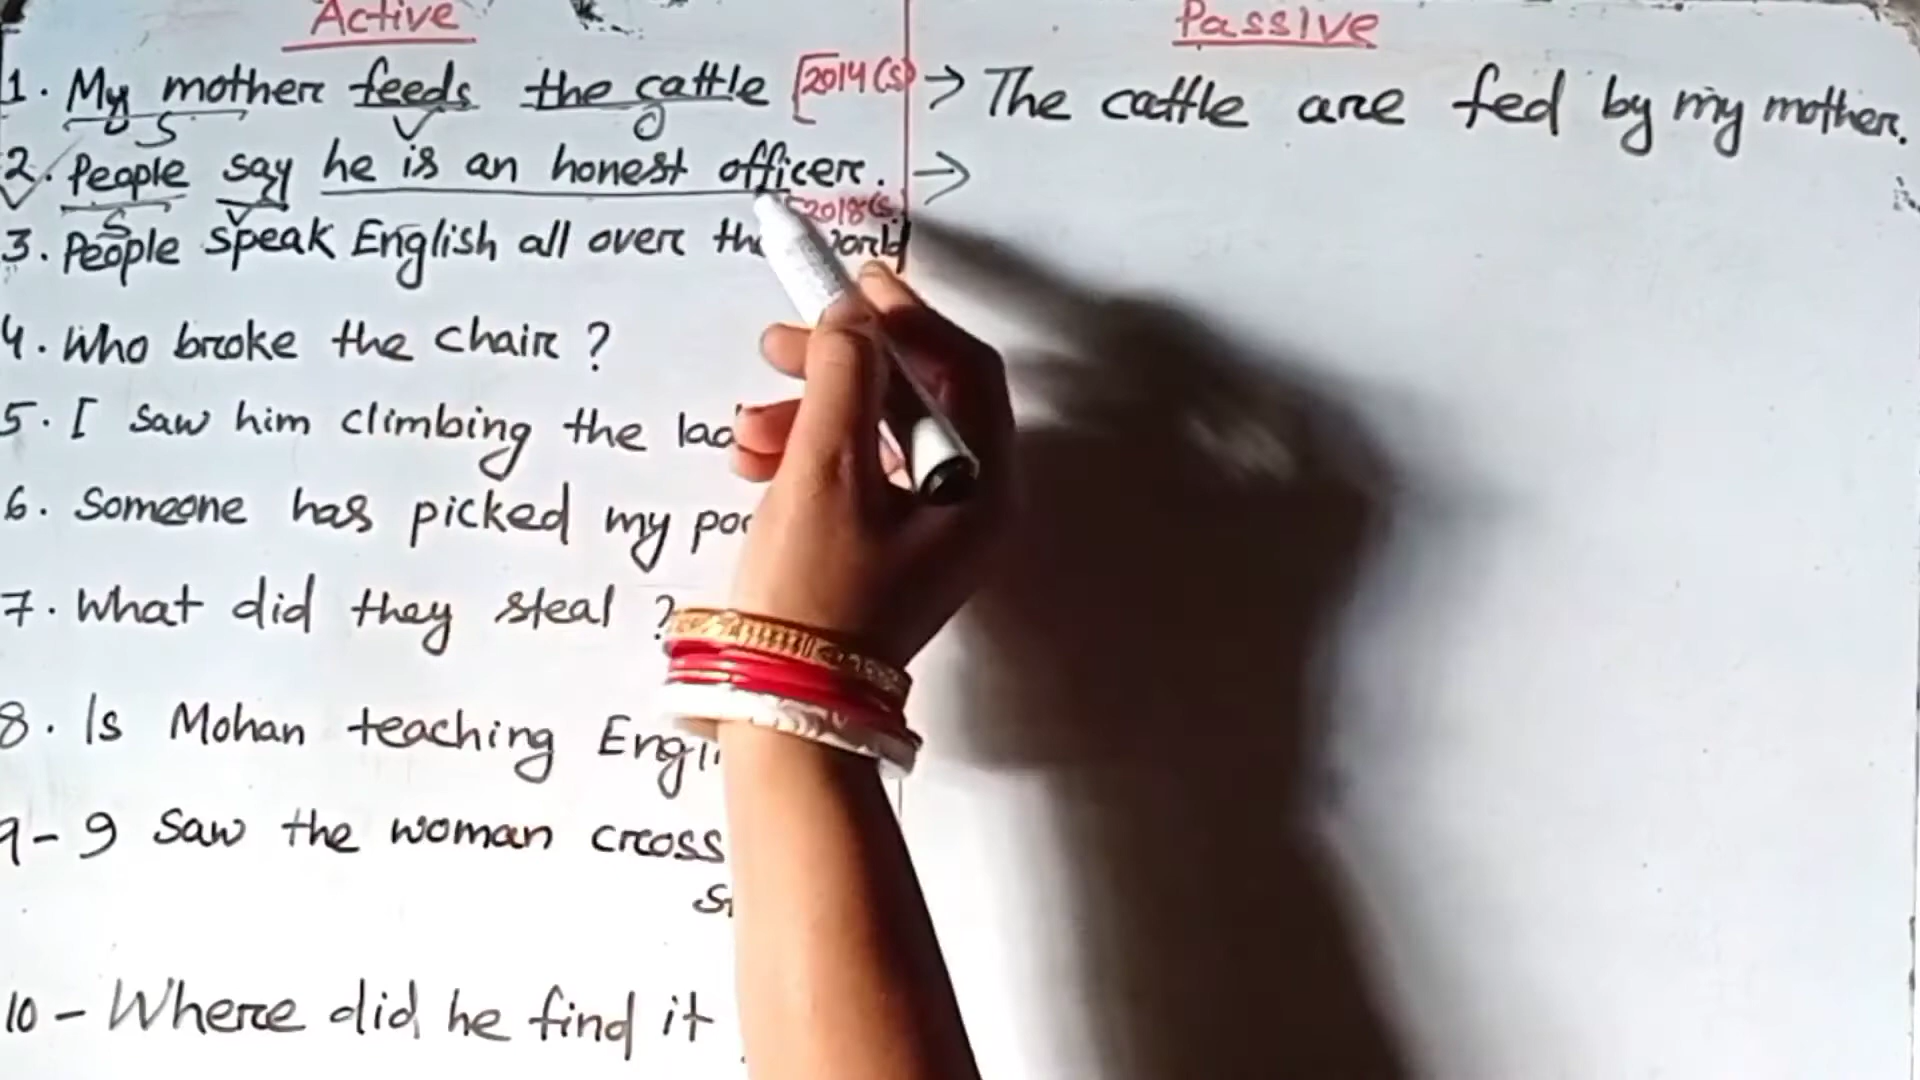 Active Passive
1. My mother feeds the cattle [2014(s) → The cattle are fed by my mother.
S V O
2. People say he is an honest officer. →
S V 2018(s)
3. People speak English all over the world
4. Who broke the chair ?
5. I saw him climbing the
6. Someone has picked my
7. What did they steal ?
8. Is Mohan teaching
9 - 9 Saw the woman cross
10 - Where did he find it